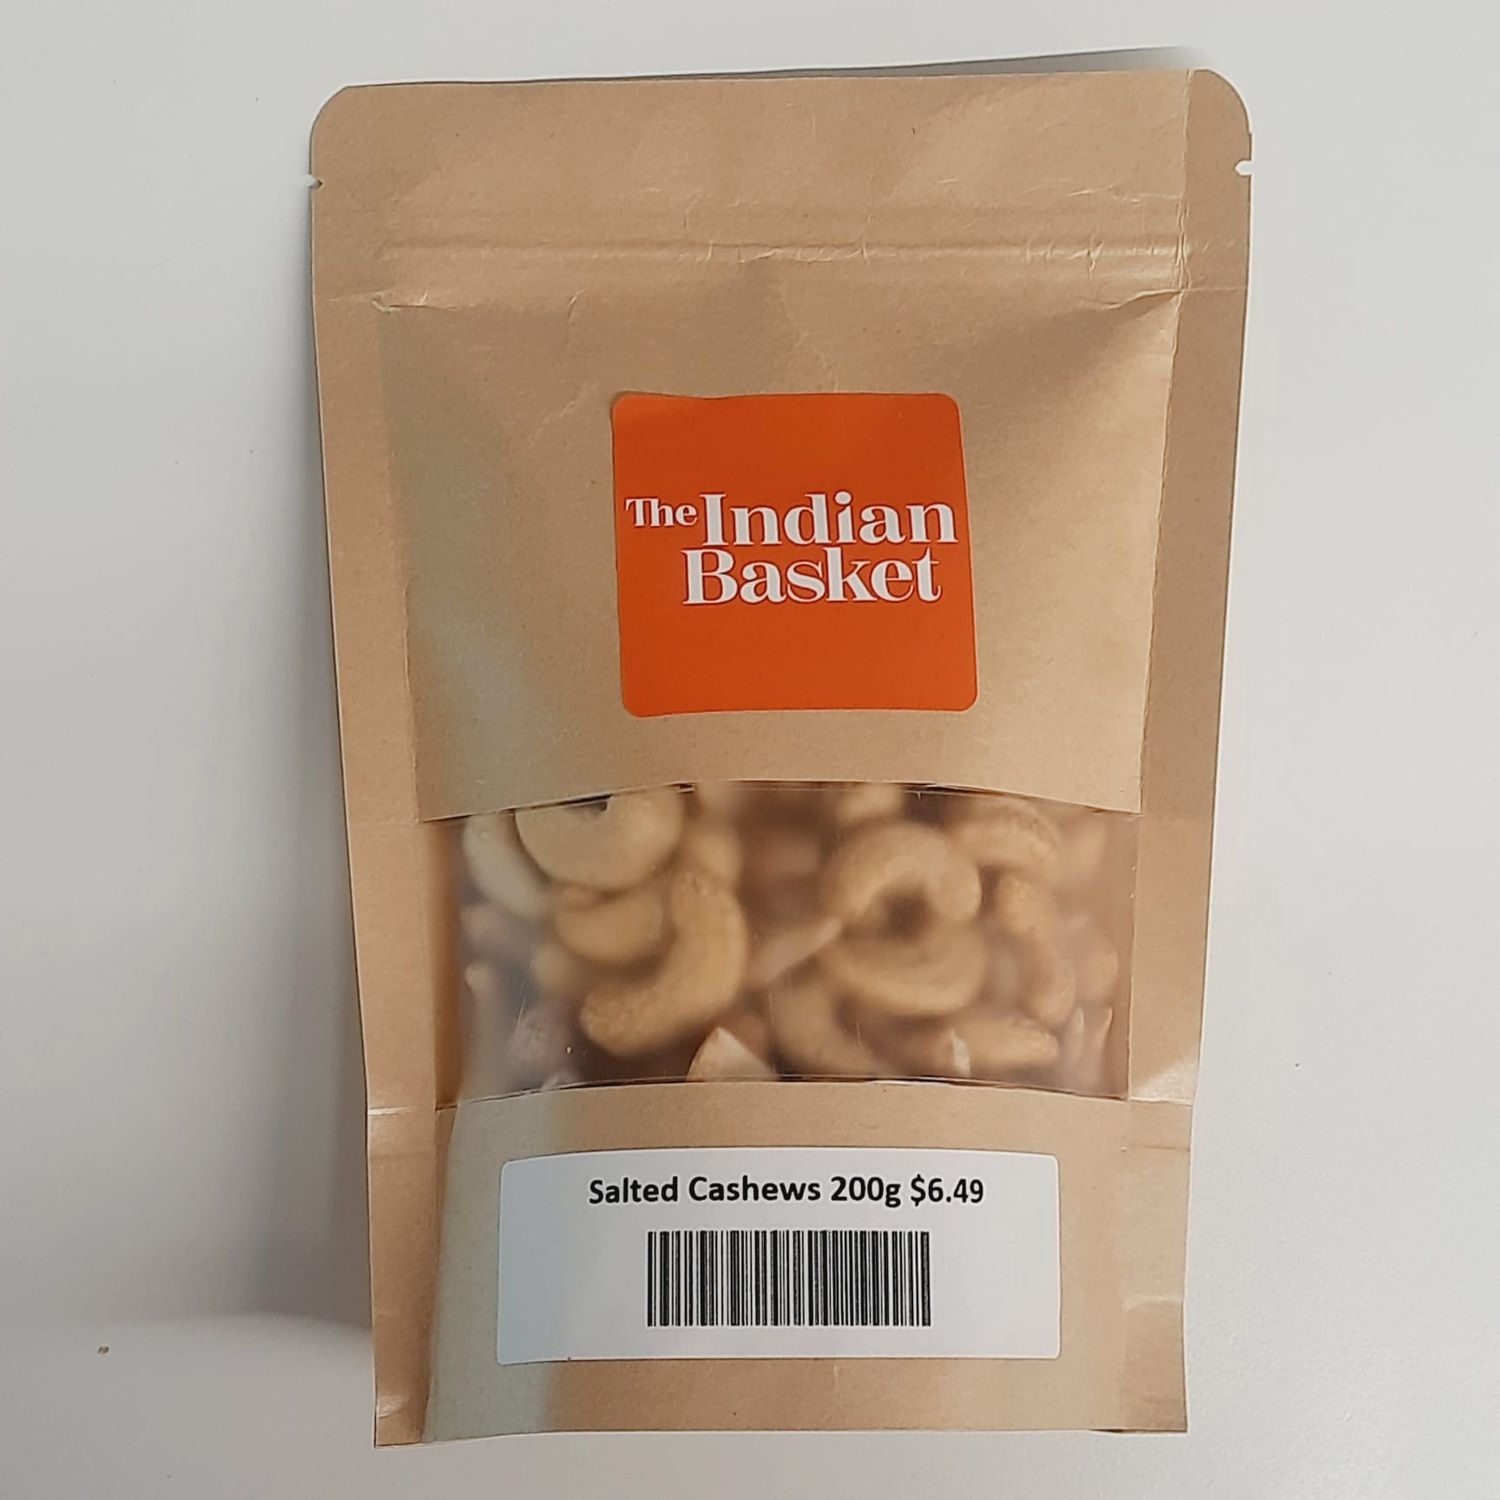 The Indian
Basket
Salted Cashews 200g $6.49